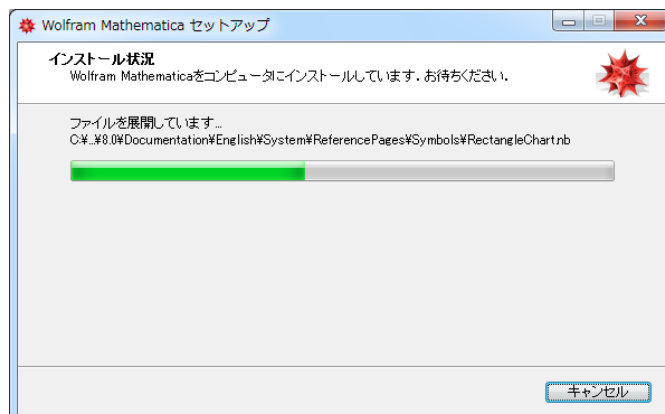 Wolfram Mathematica セットアップ
インストール状況
Wolfram Mathematicaをコンピュータにインストールしています．お待ちください．
ファイルを展開しています...
C:¥...¥8.0¥Documentation¥English¥System¥ReferencePages¥Symbols¥RectangleChart.nb
キャンセル